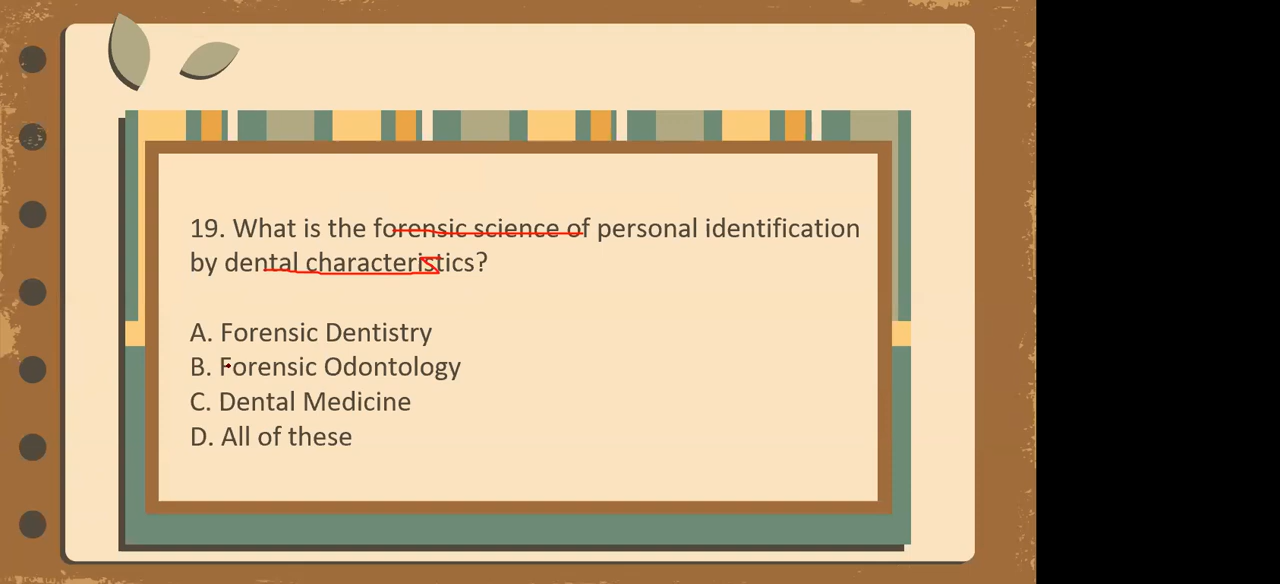 19. What is the forensic science of personal identification
by dental characteristics?
A. Forensic Dentistry
B. Forensic Odontology
C. Dental Medicine
D. All of these